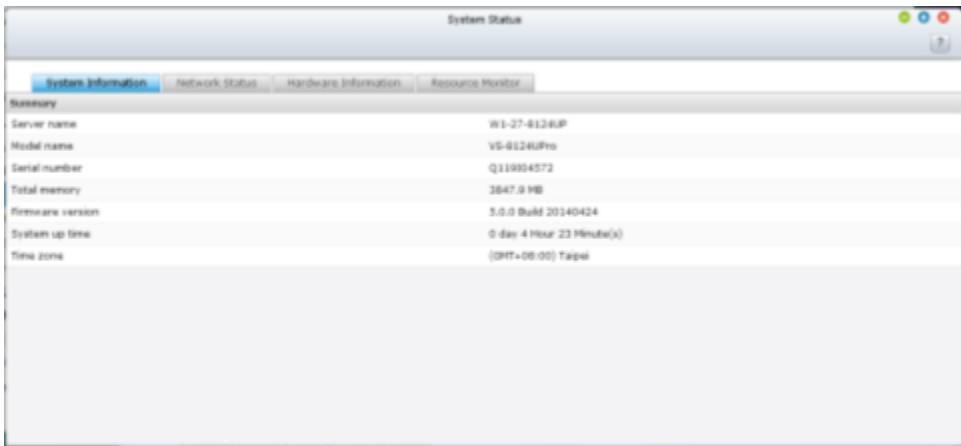 System Status
?
System Information Network Status Hardware Information Resource Monitor
Summary
Server name W1-27-8124UP
Model name VS-8124UPro
Serial number
Total memory 3847.9 MB
Firmware version 5.0.0 Build 20140424
System up time 0 day 4 Hour 23 Minute(s)
Time zone (GMT+08:00) Taipei